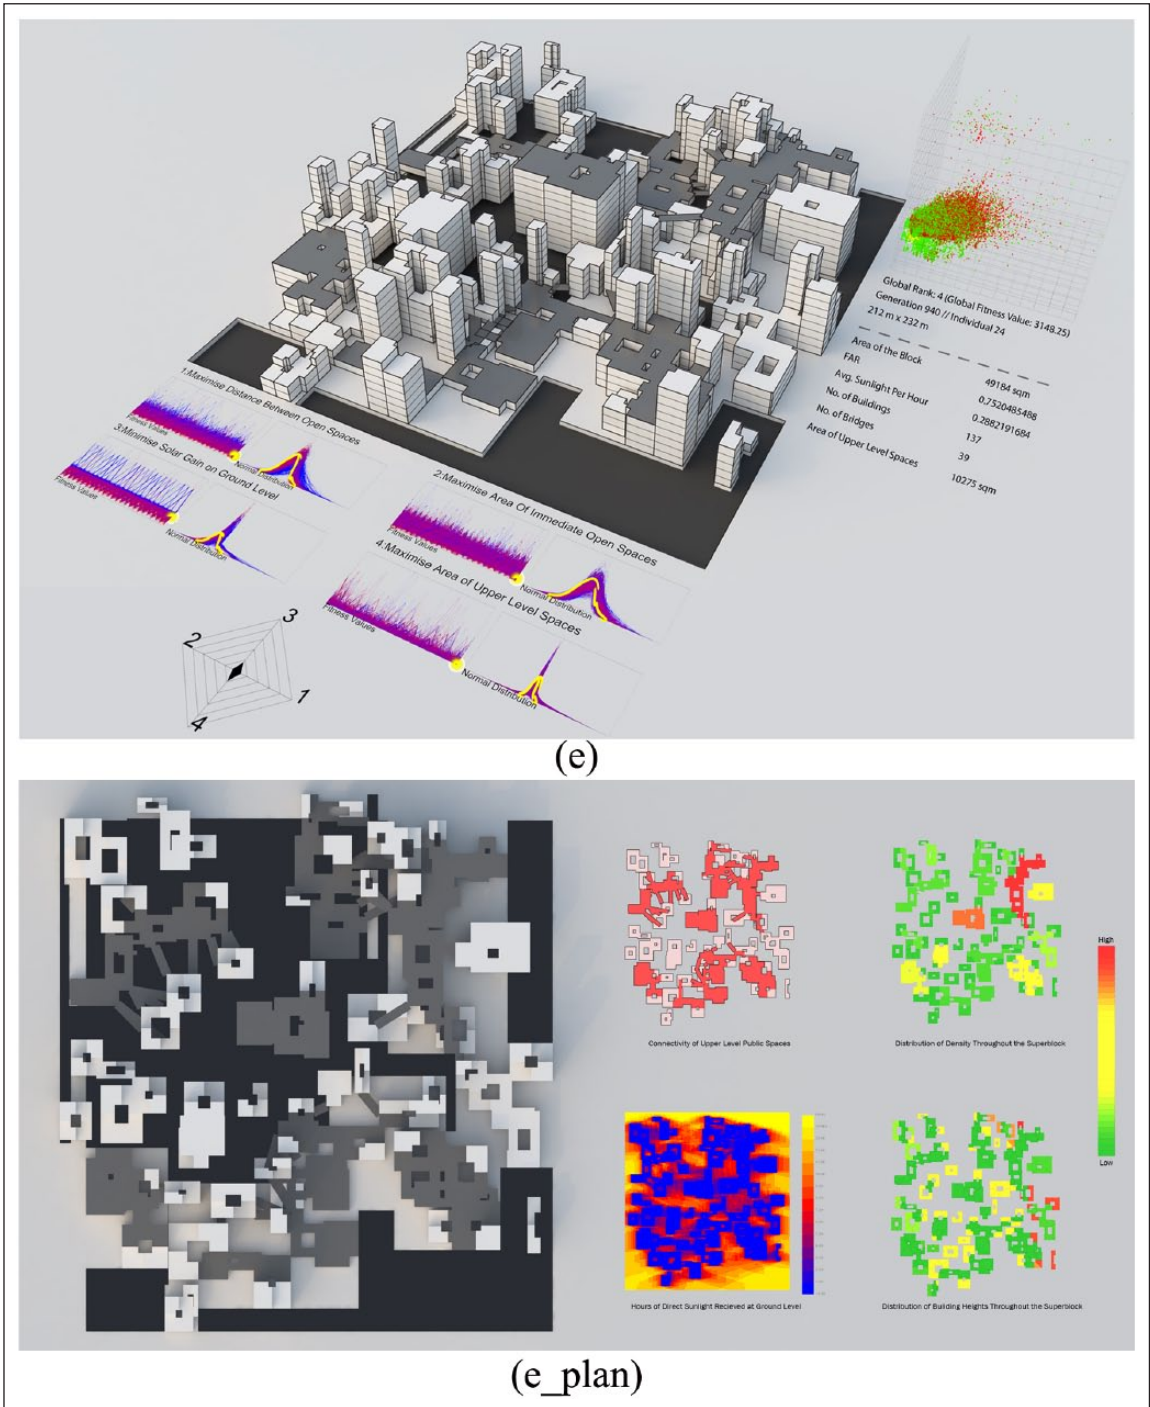 Global Rank: 4 (Global Fitness Value: 3148.25)
Generation 940 // Individual 24
212 m x 232 m
Area of the Block 49184 sqm
FAR 0.7520485488
Avg. Sunlight Per Hour 0.2882191684
No. of Buildings 137
No. of Bridges 39
Area of Upper Level Spaces 10275 sqm
1:Maximise Distance Between Open Spaces
Fitness Values
Normal Distribution
3:Minimise Solar Gain on Ground Level
Fitness Values
Normal Distribution
2:Maximise Area Of Immediate Open Spaces
Fitness Values
Normal Distribution
4:Maximise Area of Upper Level Spaces
Fitness Values
Normal Distribution
3
2
1
4
(e)
Connectivity of Upper Level Public Spaces
Distribution of Density Throughout the Superblock
High
Low
Hours of Direct Sunlight Recieved at Ground Level
Distribution of Building Heights Throughout the Superblock
(e_plan)